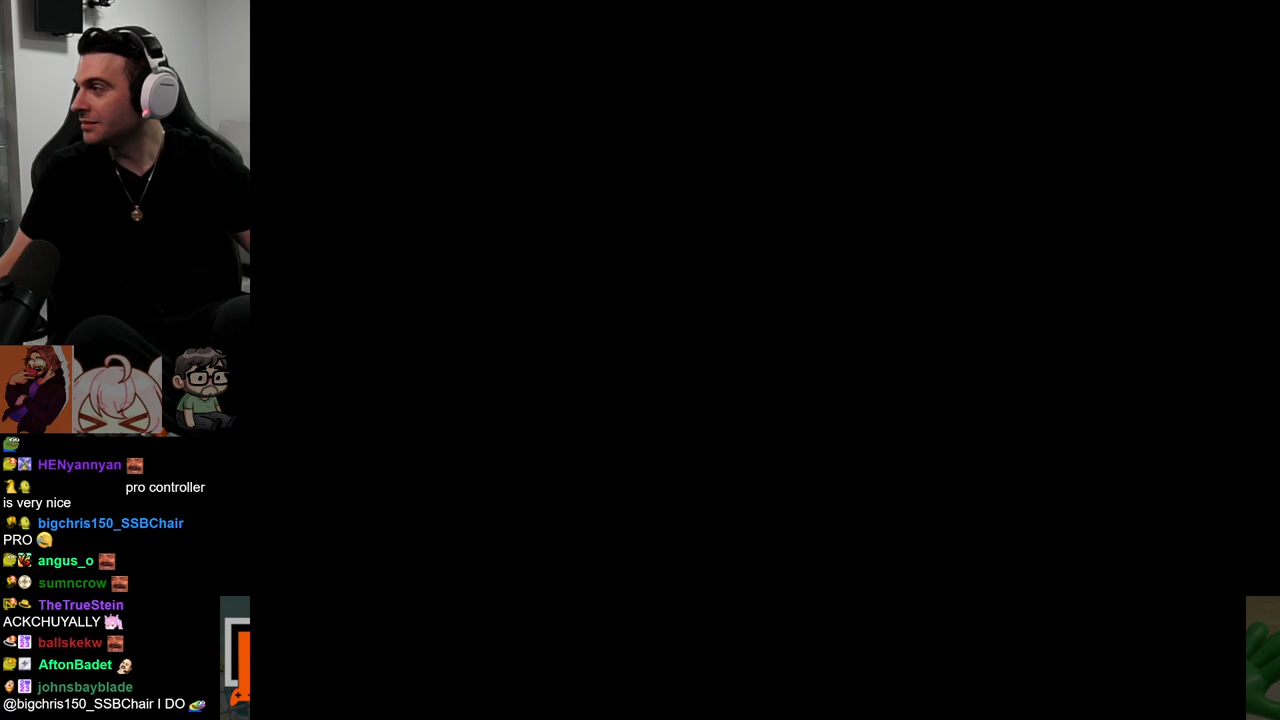 HENyannyan
pro controller
is very nice
bigchris150_SSBChair
PRO
angus_o
sumncrow
TheTrueStein
ACKCHUYALLY
ballskekw
AftonBadet
johnsbayblade
@bigchris150_SSBChair I DO